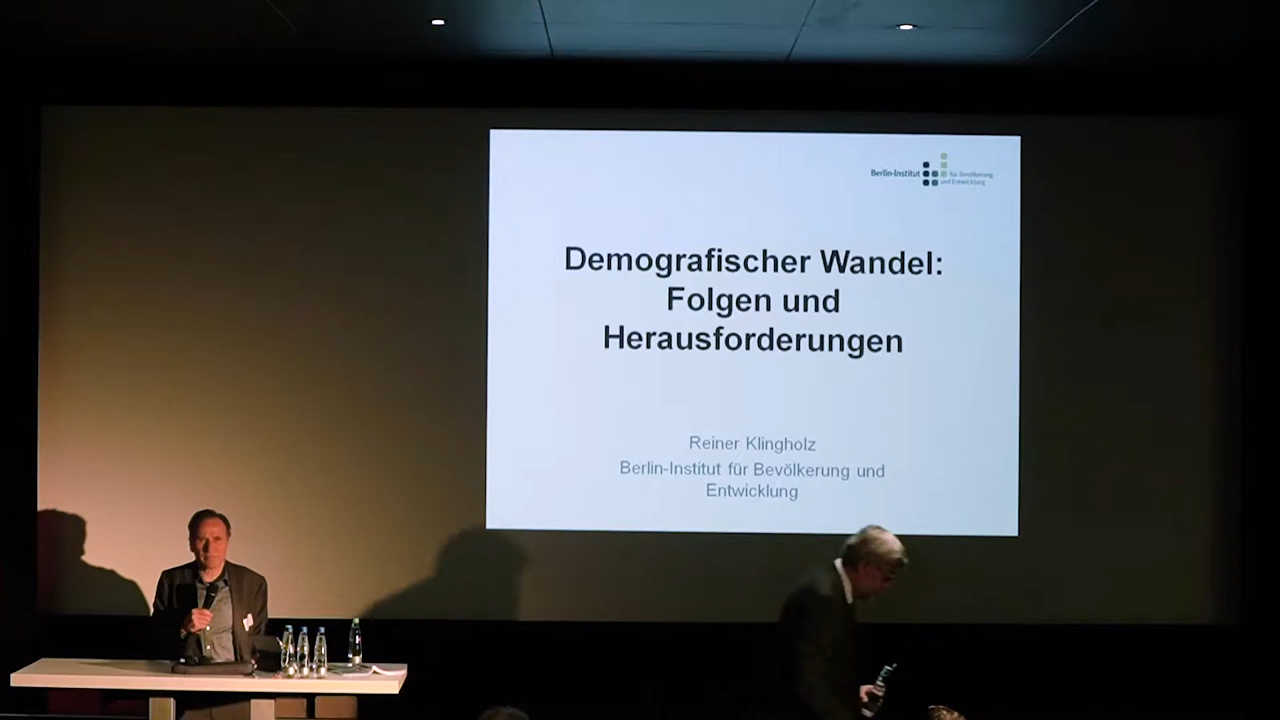 Berlin-Institut
für Bevölkerung
und Entwicklung
Demografischer Wandel:
Folgen und
Herausforderungen
Reiner Klingholz
Berlin-Institut für Bevölkerung und
Entwicklung